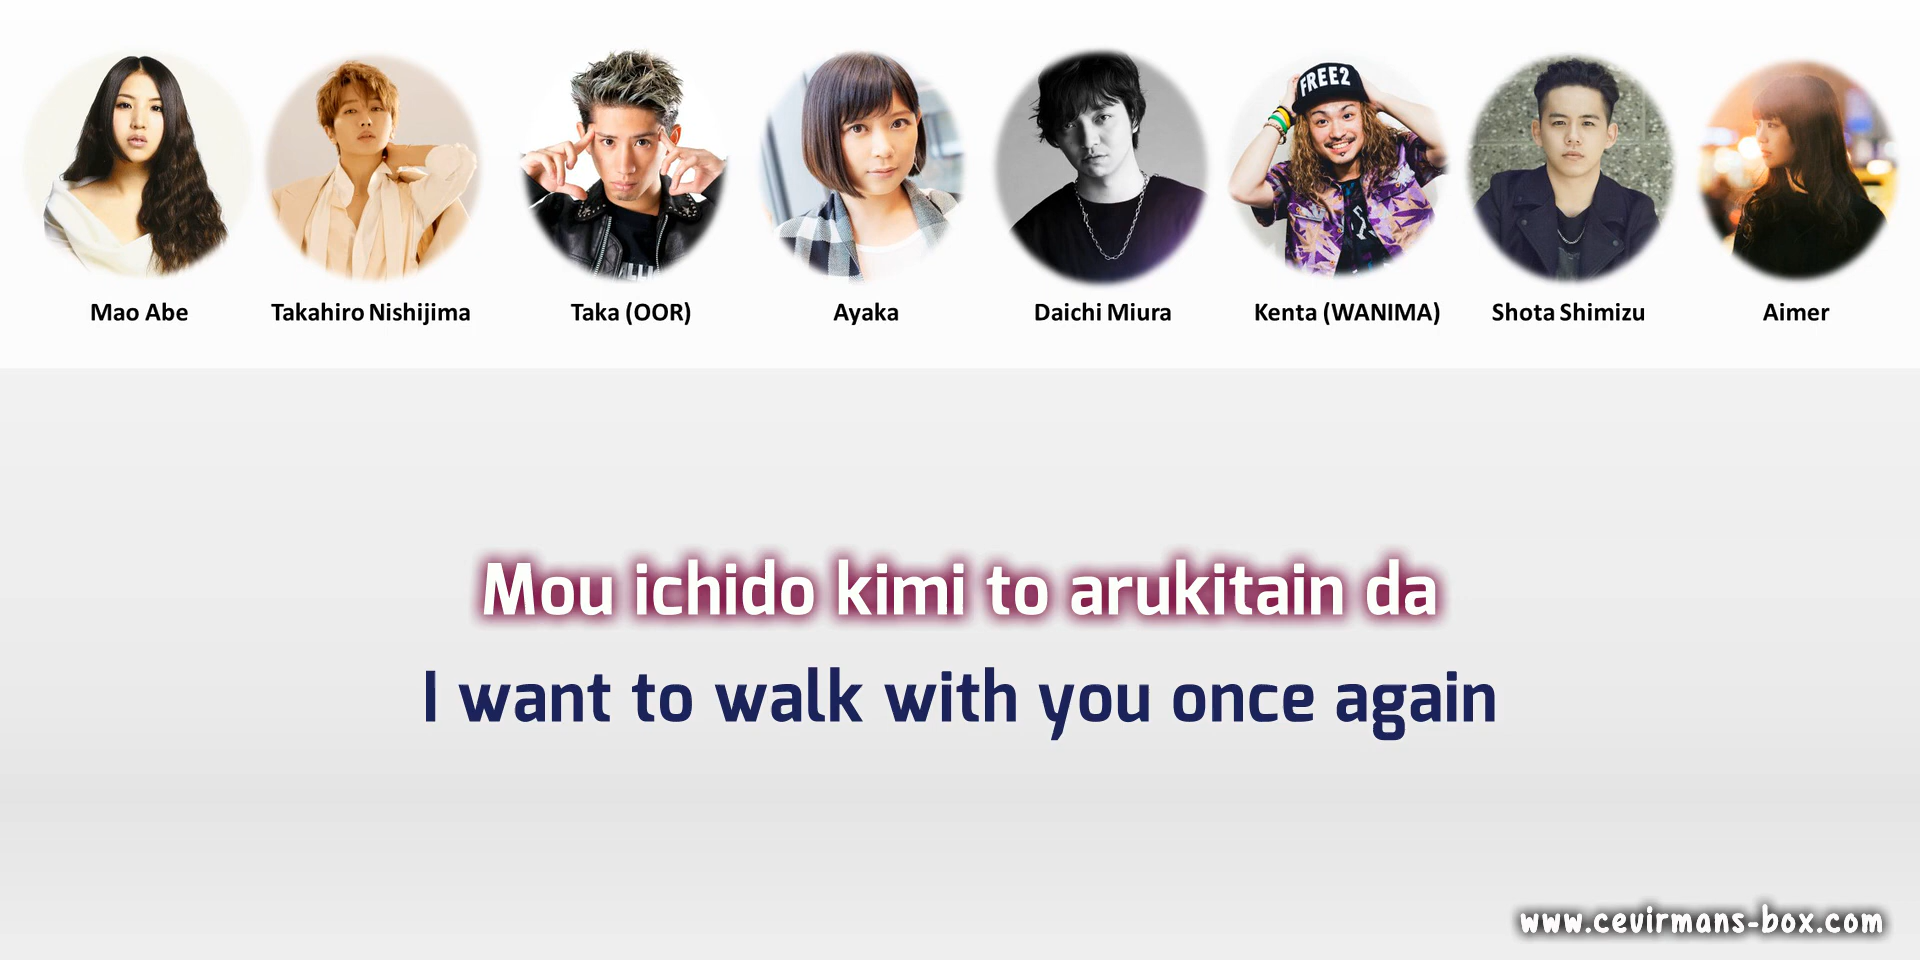 FREE2
Mao Abe
Takahiro Nishijima
Taka (OOR)
Ayaka
Daichi Miura
Kenta (WANIMA)
Shota Shimizu
Aimer
Mou ichido kimi to arukitain da
I want to walk with you once again
www.cevirmans-box.com